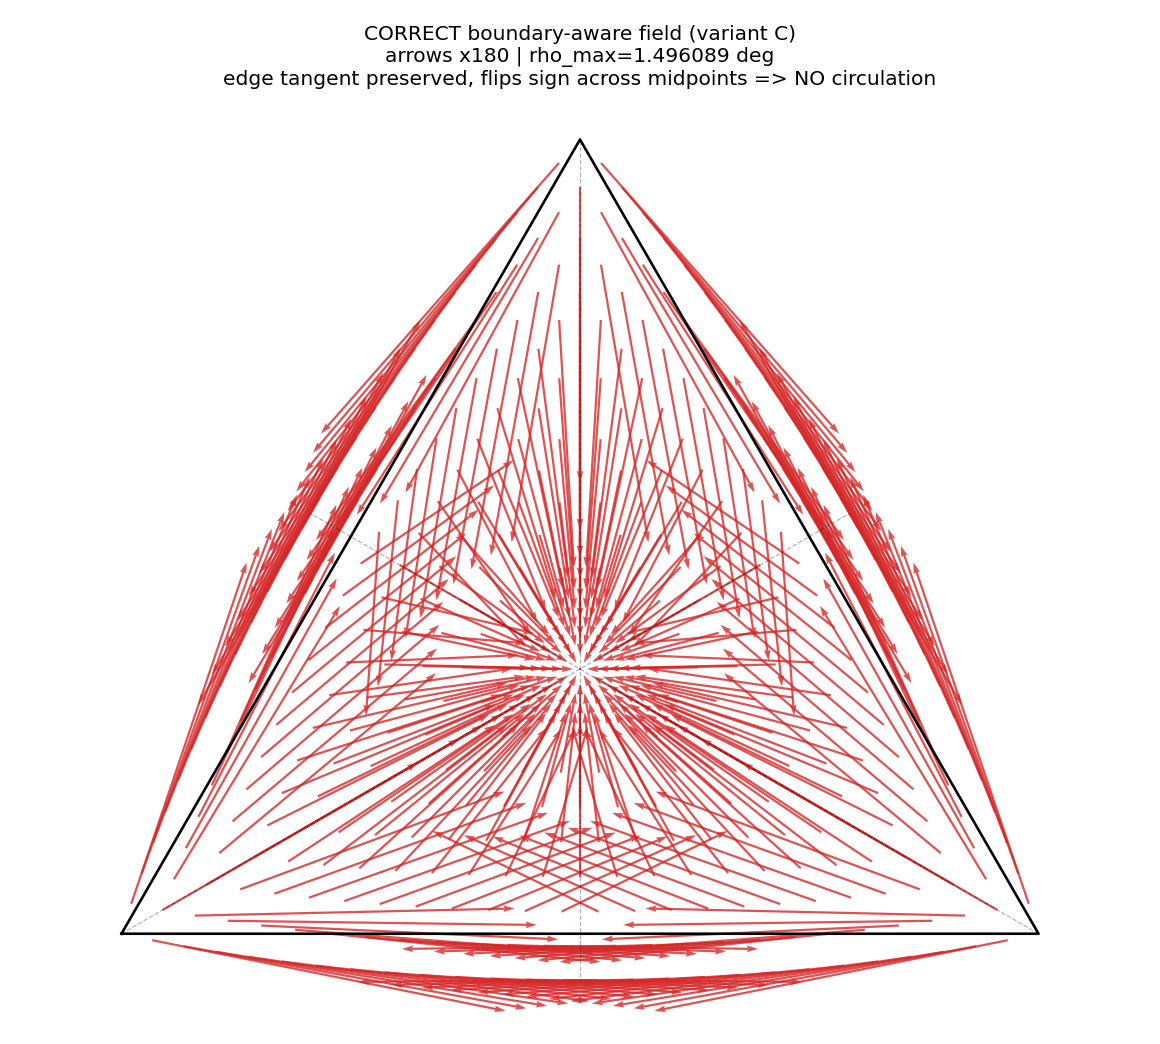 CORRECT boundary-aware field (variant C)
arrows x180 | rho_max=1.496089 deg
edge tangent preserved, flips sign across midpoints => NO circulation